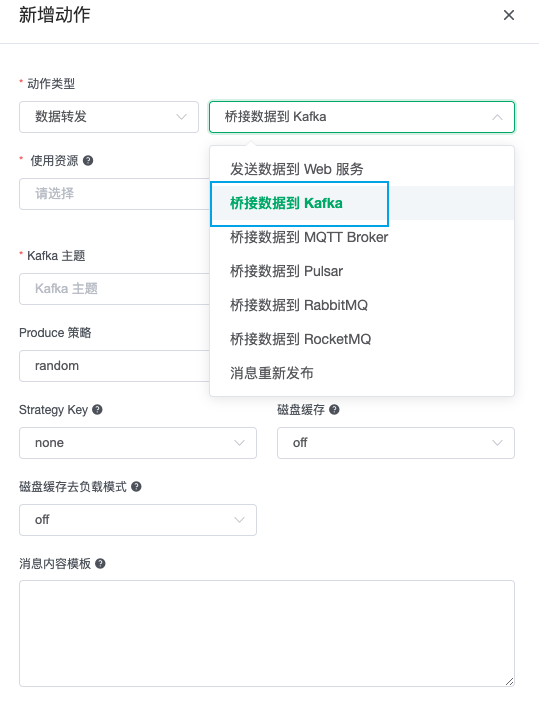 新增动作
* 动作类型
数据转发
桥接数据到 Kafka
* 使用资源
请选择
发送数据到 Web 服务
桥接数据到 Kafka
桥接数据到 MQTT Broker
桥接数据到 Pulsar
桥接数据到 RabbitMQ
桥接数据到 RocketMQ
消息重新发布
* Kafka 主题
Kafka 主题
Produce 策略
random
Strategy Key
磁盘缓存
none
off
磁盘缓存去负载模式
off
消息内容模板